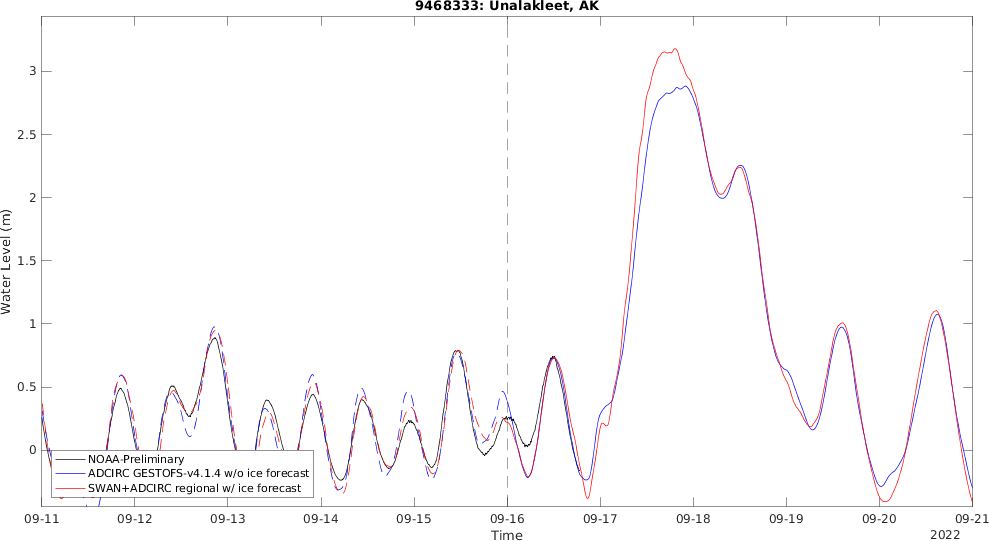 9468333: Unalakleet, AK
Water Level (m)
3
2.5
2
1.5
1
0.5
0
NOAA-Preliminary
ADCIRC GESTOFS-v4.1.4 w/o ice forecast
SWAN+ADCIRC regional w/ ice forecast
09-11 09-12 09-13 09-14 09-15 09-16 09-17 09-18 09-19 09-20 09-21
Time
2022